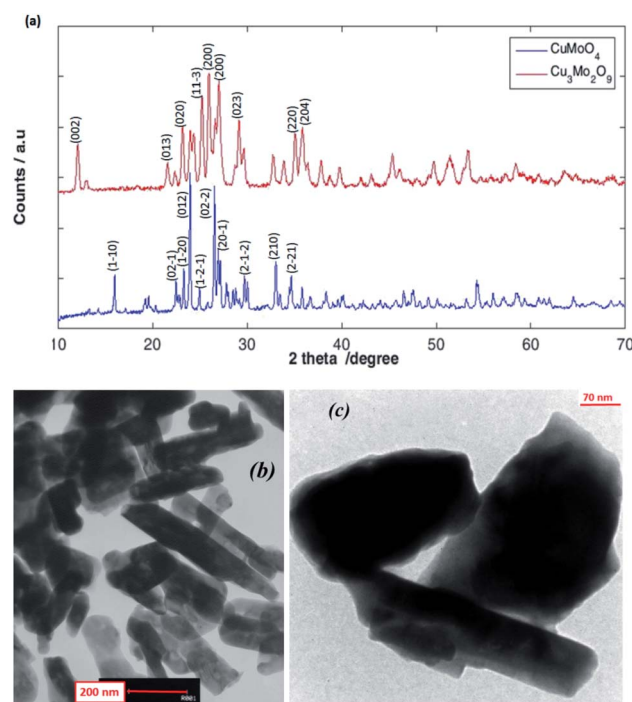 (a)
CuMoO4
Cu3Mo2O9
Counts / a.u
(002)
(013)
(020)
(11-3)
(200)
(200)
(023)
(220)
(204)
(1-10)
(02-1)
(1-20)
(012)
(1-2-1)
(02-2)
(20-1)
(2-1-2)
(210)
(2-21)
10 20 30 40 50 60 70
2 theta /degree
(b)
200 nm
R001
(c)
70 nm